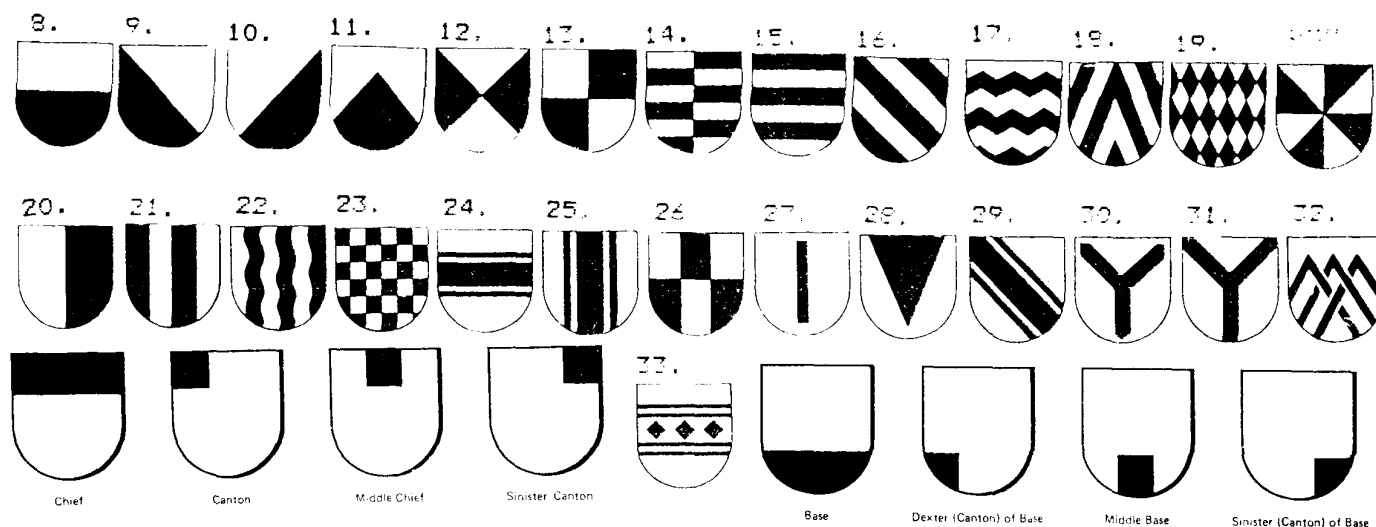 8. 9. 10. 11. 12. 13. 14. 15. 16. 17. 18. 19.
20. 21. 22. 23. 24. 25. 26 27. 28. 29. 30. 31. 32.
33.
Chief Canton Middle Chief Sinister Canton Base Dexter (Canton) of Base Middle Base Sinister (Canton) of Base